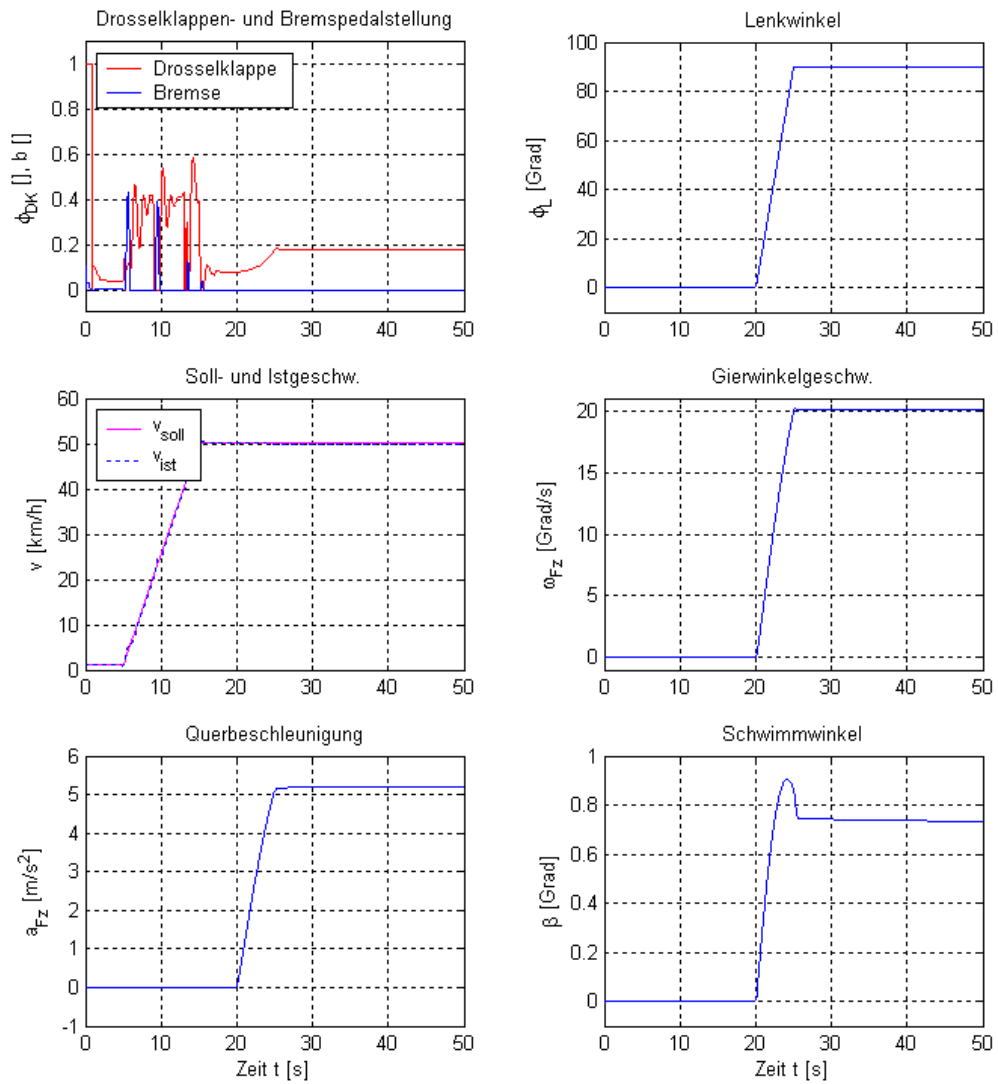 Drosselklappen- und Bremspedalstellung
ϕDK [], b []
1
0.8
0.6
0.4
0.2
0
Drosselklappe
Bremse
0 10 20 30 40 50
Lenkwinkel
ϕL [Grad]
100
80
60
40
20
0
0 10 20 30 40 50
Soll- und Istgeschw.
v [km/h]
60
50
40
30
20
10
0
vsoll
vist
0 10 20 30 40 50
Gierwinkelgeschw.
ωFz [Grad/s]
20
15
10
5
0
0 10 20 30 40 50
Querbeschleunigung
aFz [m/s²]
6
5
4
3
2
1
0
-1
0 10 20 30 40 50
Zeit t [s]
Schwimmwinkel
β [Grad]
1
0.8
0.6
0.4
0.2
0
0 10 20 30 40 50
Zeit t [s]